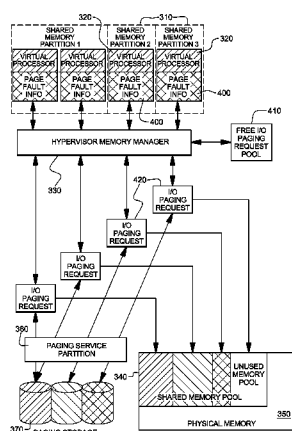 320 310
SHARED MEMORY PARTITION 1
SHARED MEMORY PARTITION 2
SHARED MEMORY PARTITION 3
320
VIRTUAL PROCESSOR
VIRTUAL PROCESSOR
VIRTUAL PROCESSOR
VIRTUAL PROCESSOR
PAGE FAULT INFO
PAGE FAULT INFO
PAGE FAULT INFO
PAGE FAULT INFO
400
400
410
HYPERVISOR MEMORY MANAGER
FREE I/O PAGING REQUEST POOL
330
420
I/O PAGING REQUEST
I/O PAGING REQUEST
I/O PAGING REQUEST
I/O PAGING REQUEST
360
PAGING SERVICE PARTITION
340
UNUSED MEMORY POOL
SHARED MEMORY POOL
350
PHYSICAL MEMORY
370